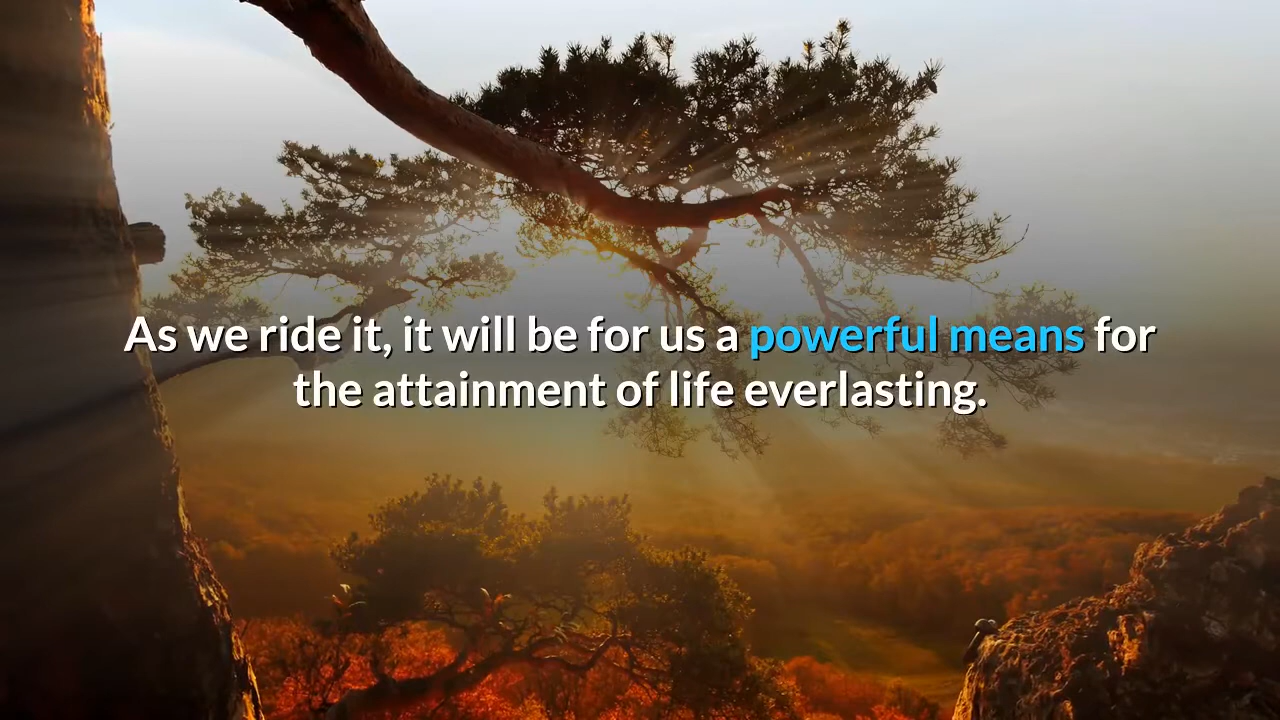 As we ride it, it will be for us a powerful means for
the attainment of life everlasting.